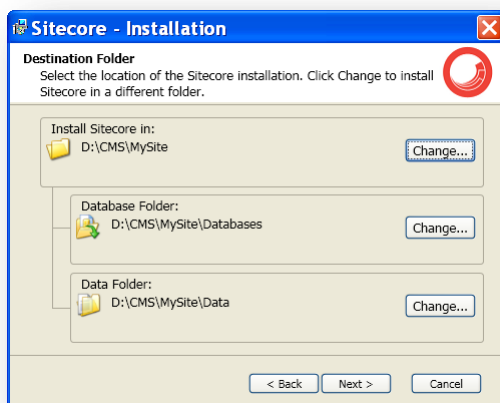 Sitecore - Installation
Destination Folder
Select the location of the Sitecore installation. Click Change to install
Sitecore in a different folder.
Install Sitecore in:
D:\CMS\MySite
Change...
Database Folder:
D:\CMS\MySite\Databases
Change...
Data Folder:
D:\CMS\MySite\Data
Change...
< Back Next > Cancel